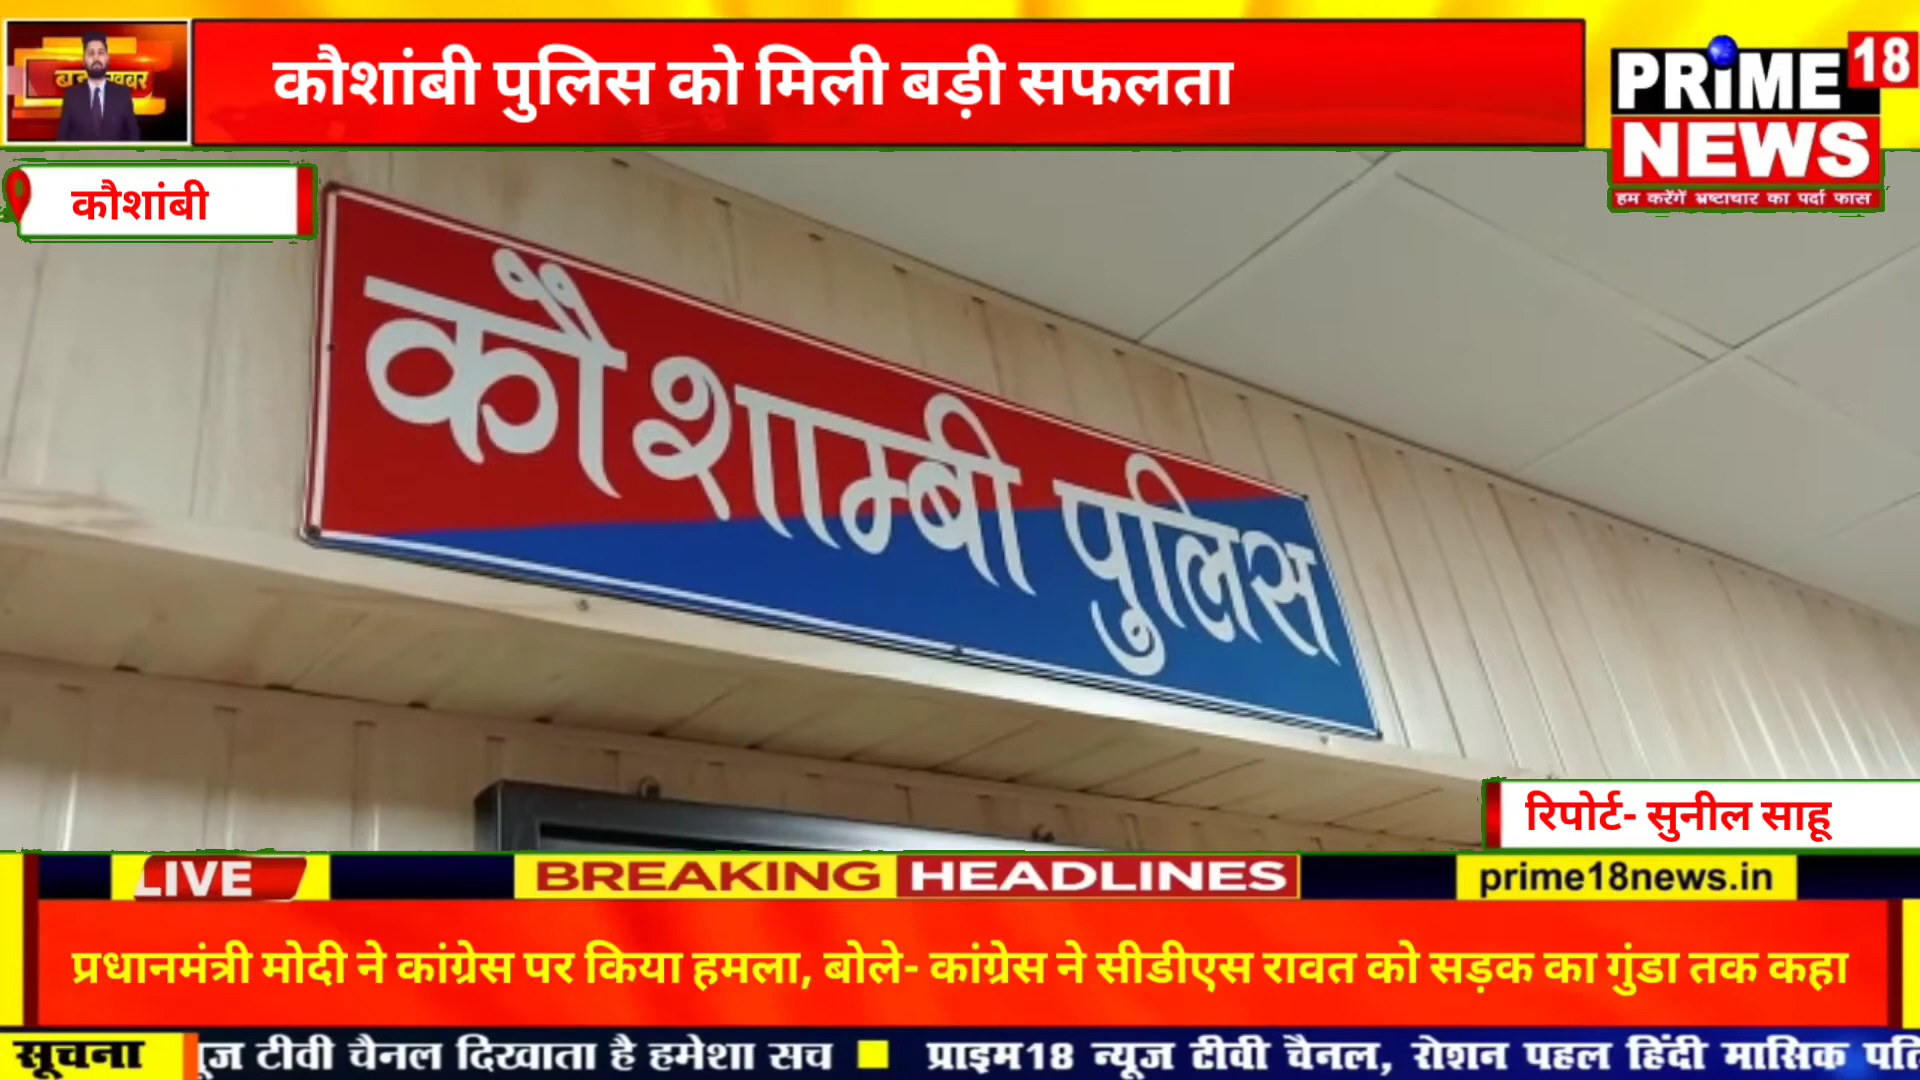 कौशांबी पुलिस को मिली बड़ी सफलता
PRiME 18
NEWS
हम करेंगें भ्रष्टाचार का पर्दा फास
कौशांबी
कौशाम्बी पुलिस
रिपोर्ट- सुनील साहू
LIVE
BREAKING HEADLINES
prime18news.in
प्रधानमंत्री मोदी ने कांग्रेस पर किया हमला, बोले- कांग्रेस ने सीडीएस रावत को सड़क का गुंडा तक कहा
सूचना
टीवी चैनल दिखाता है हमेशा सच ■ प्राइम18 न्यूज टीवी चैनल, रोशन पहल हिंदी मासिक